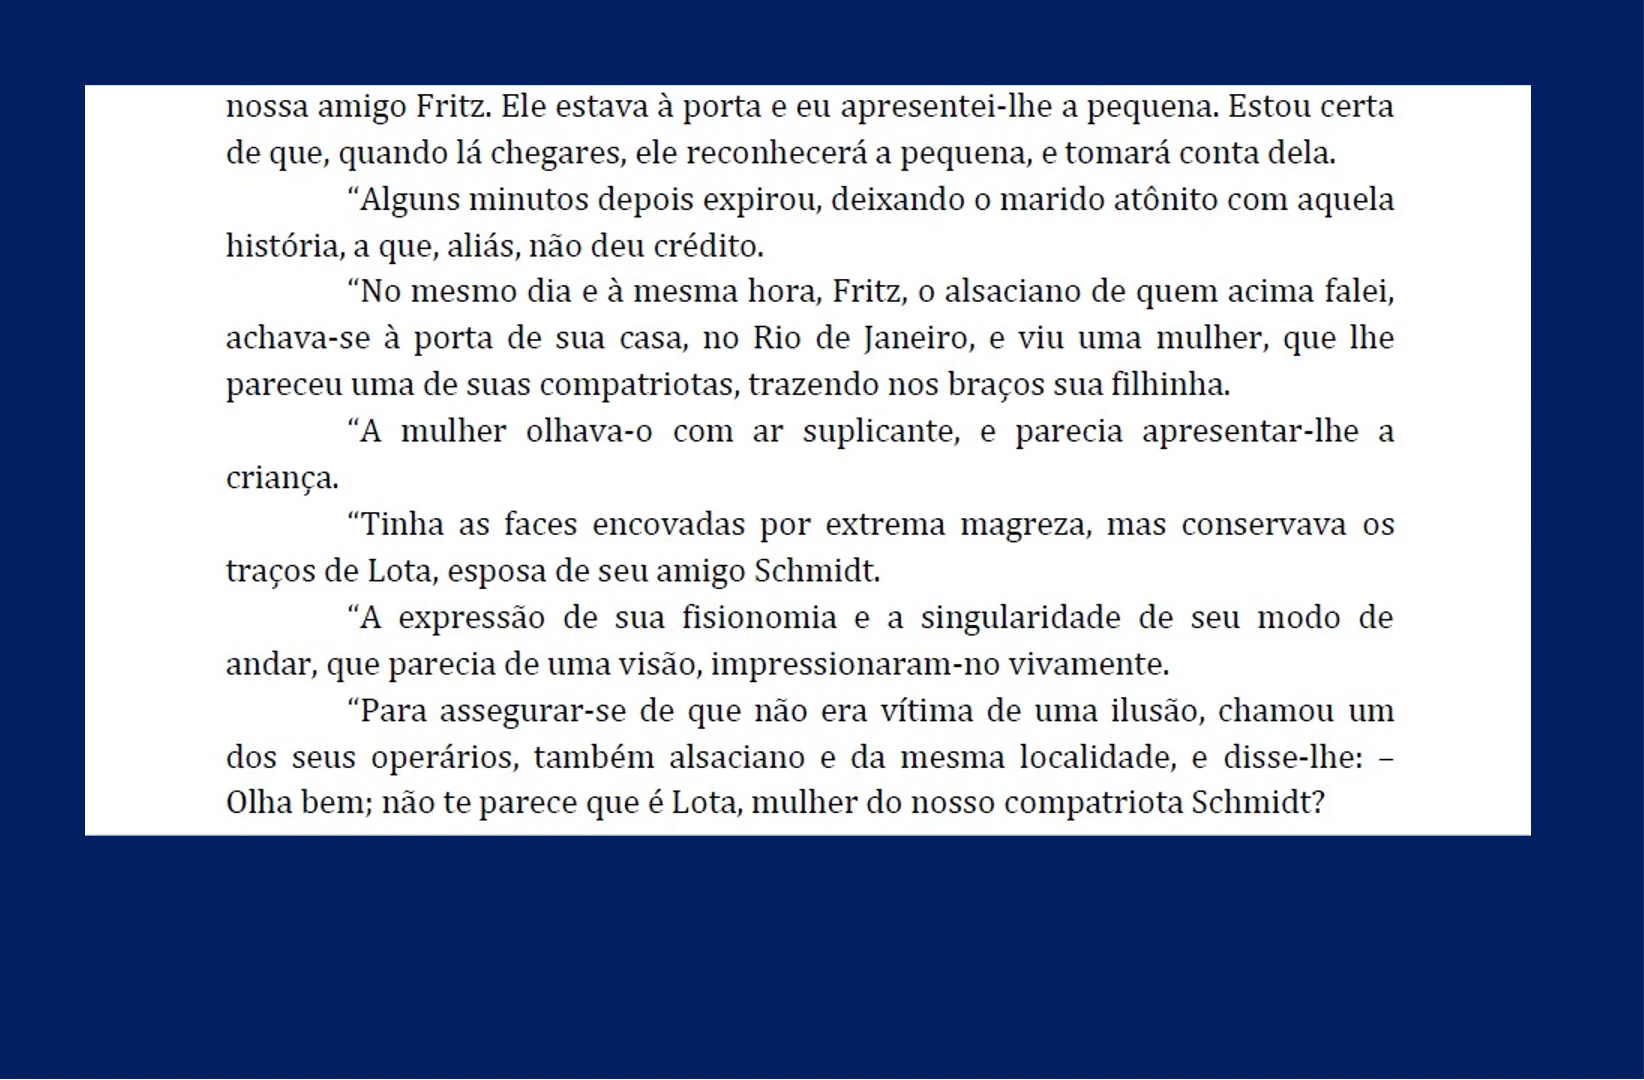 nossa amigo Fritz. Ele estava à porta e eu apresentei-lhe a pequena. Estou certa
de que, quando lá chegares, ele reconhecerá a pequena, e tomará conta dela.
“Alguns minutos depois expirou, deixando o marido atônito com aquela
história, a que, aliás, não deu crédito.
“No mesmo dia e à mesma hora, Fritz, o alsaciano de quem acima falei,
achava-se à porta de sua casa, no Rio de Janeiro, e viu uma mulher, que lhe
pareceu uma de suas compatriotas, trazendo nos braços sua filhinha.
“A mulher olhava-o com ar suplicante, e parecia apresentar-lhe a
criança.
“Tinha as faces encovadas por extrema magreza, mas conservava os
traços de Lota, esposa de seu amigo Schmidt.
“A expressão de sua fisionomia e a singularidade de seu modo de
andar, que parecia de uma visão, impressionaram-no vivamente.
“Para assegurar-se de que não era vítima de uma ilusão, chamou um
dos seus operários, também alsaciano e da mesma localidade, e disse-lhe: –
Olha bem; não te parece que é Lota, mulher do nosso compatriota Schmidt?